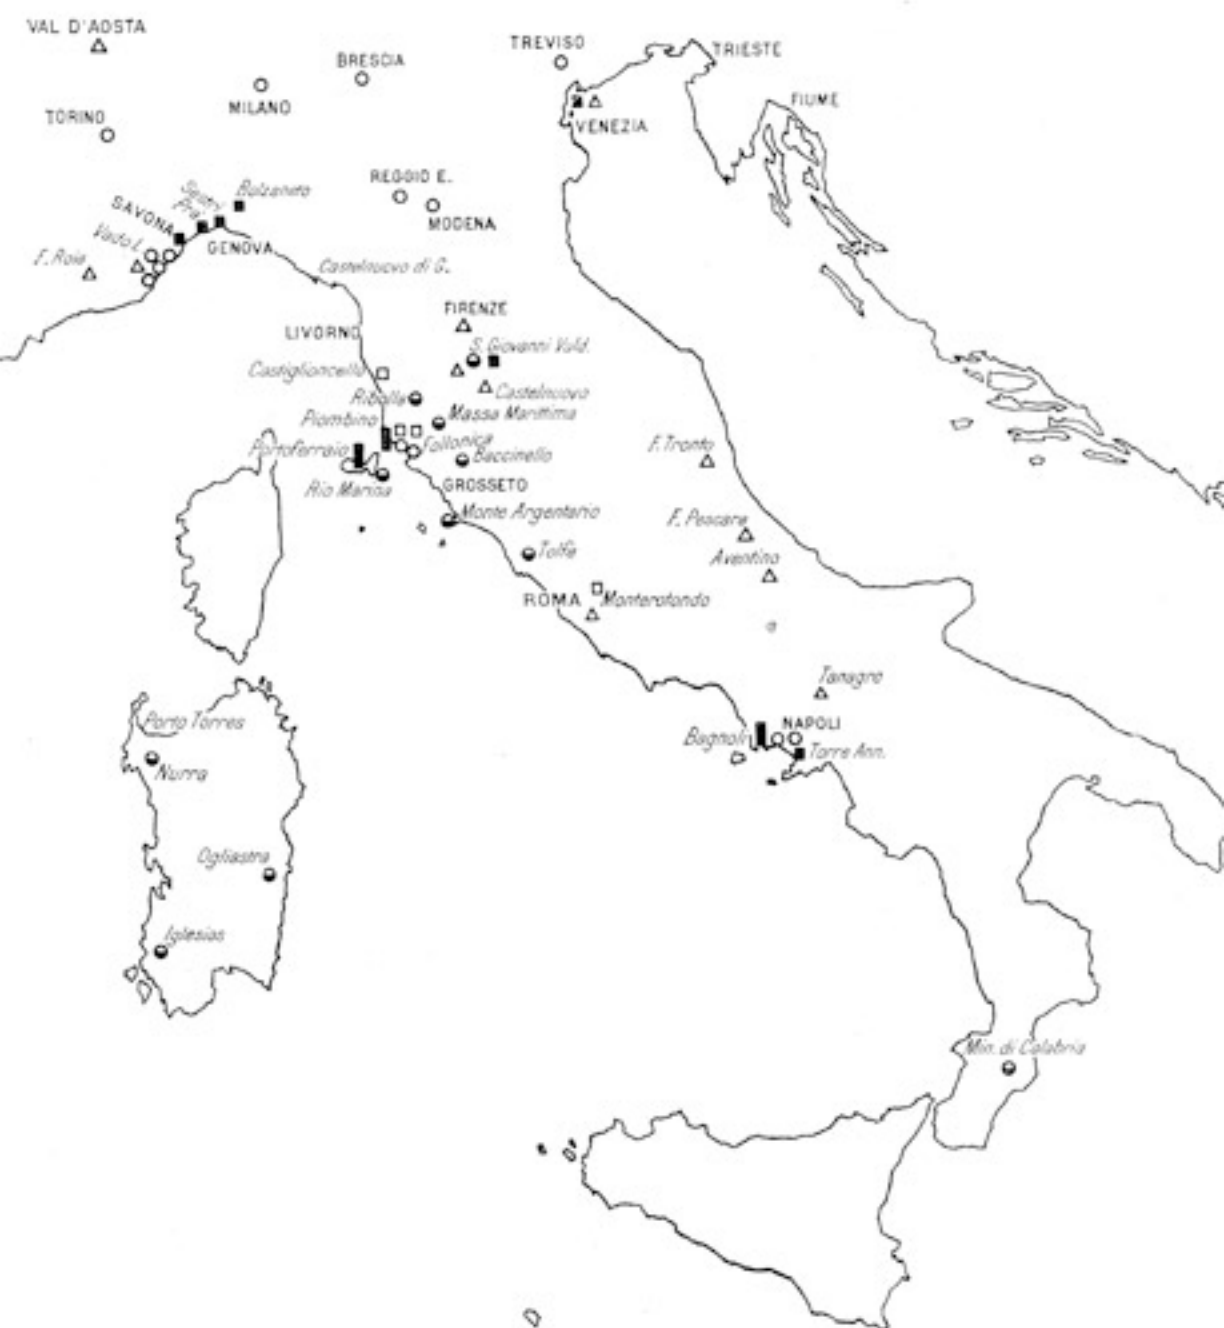 VAL D'AOSTA
TREVISO
TRIESTE
BRESCIA
MILANO
FIUME
TORINO
VENEZIA
REGGIO E.
Bolzaneto
Sestri
SAVONA
Pra
MODENA
Vado L.
GENOVA
F. Roia
Castelnuovo di G.
FIRENZE
LIVORNO
S. Giovanni Vald.
Castiglioncello
Castelnuovo
Ribolla
Massa Marittima
Piombino
Follonica
F. Tronto
Portoferraio
Baccinello
Rio Marina
GROSSETO
Monte Argentario
F. Pescara
Tolfa
Aventino
ROMA
Monterotondo
Tanagro
Porto Torres
NAPOLI
Bagnoli
Torre Ann.
Nurra
Ogliastra
Iglesias
Min. di Calabria